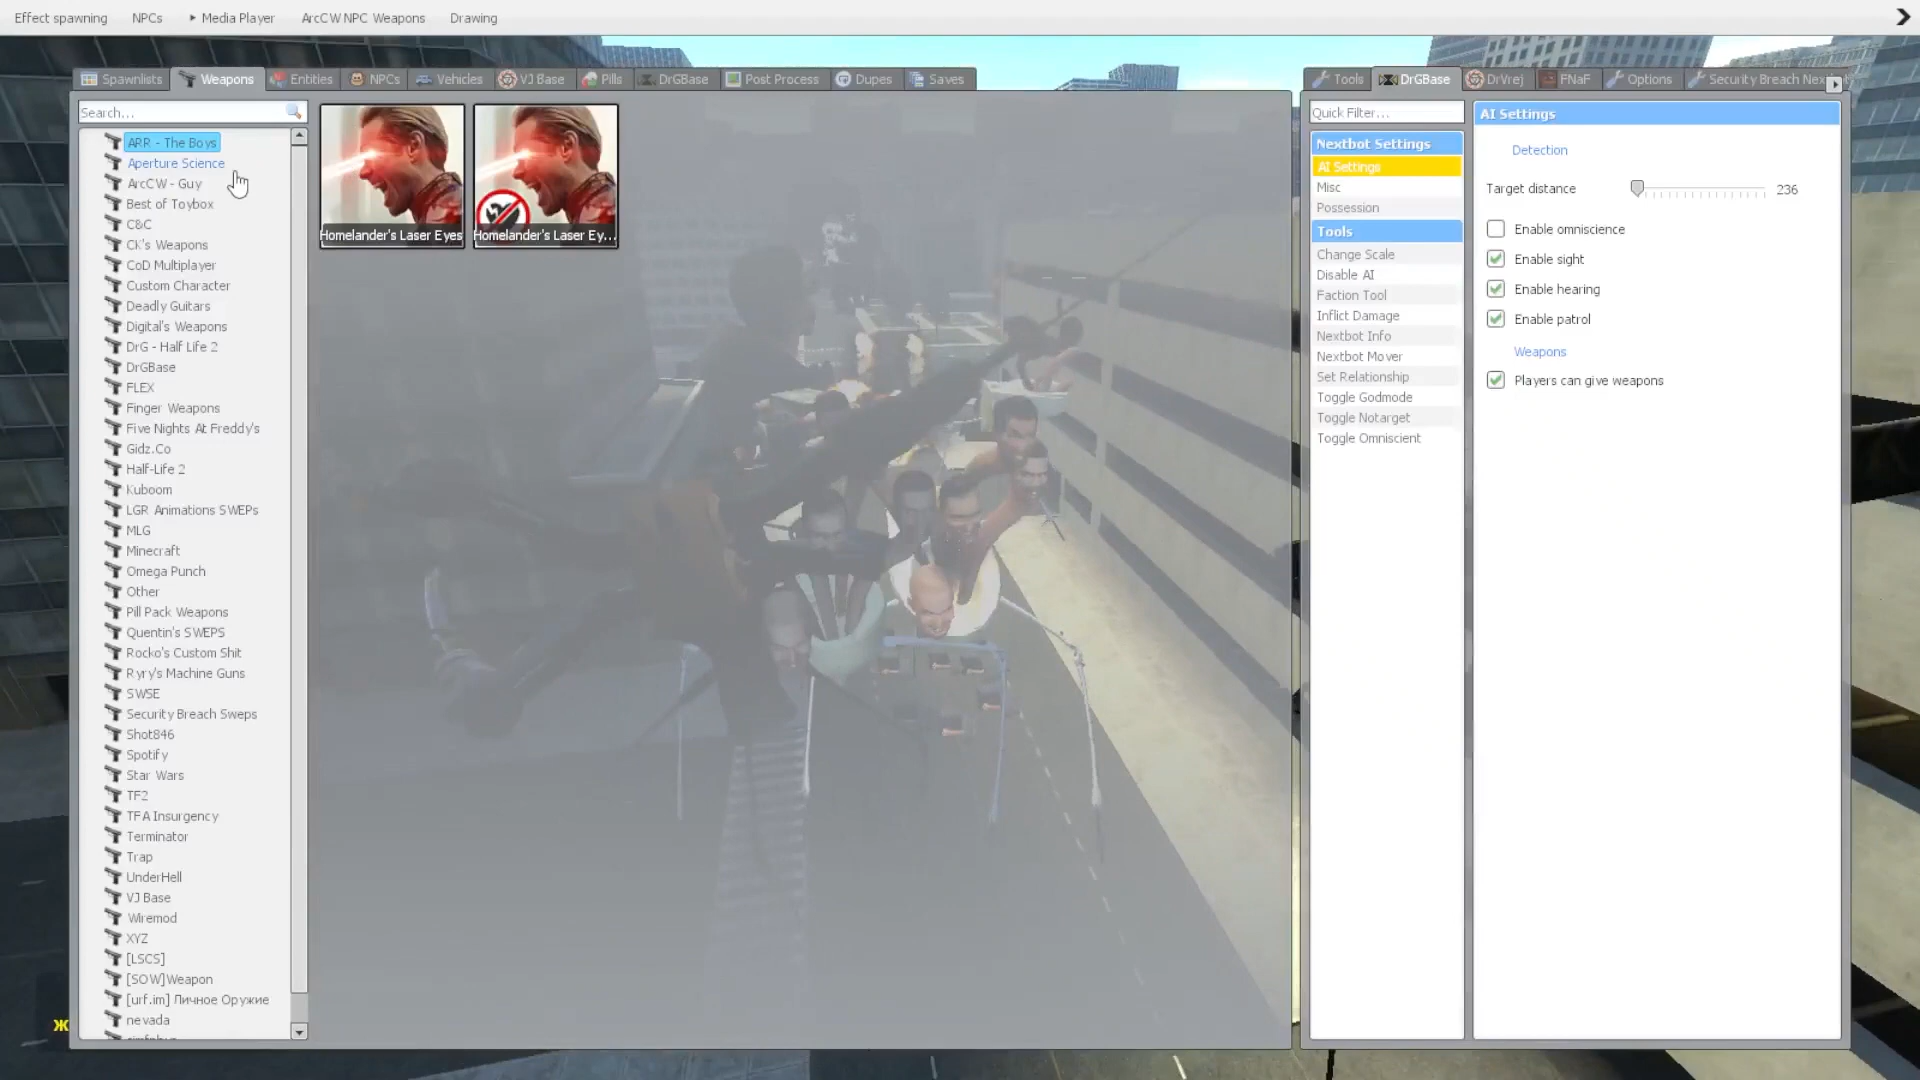 Effect spawning NPCs Media Player ArcCW NPC Weapons Drawing
Spawnlists Weapons Entities NPCs Vehicles VJ Base Pills DrGBase Post Process Dupes Saves
Tools DrGBase DrVrej FNaF Options Security Breach Nex
Search...
ARR - The Boys
Aperture Science
ArcCW - Guy
Best of Toybox
C&C
CK's Weapons
CoD Multiplayer
Custom Character
Deadly Guitars
Digital's Weapons
DrG - Half Life 2
DrGBase
FLEX
Finger Weapons
Five Nights At Freddy's
Gidz.Co
Half-Life 2
Kuboom
LGR Animations SWEPs
MLG
Minecraft
Omega Punch
Other
Pill Pack Weapons
Quentin's SWEPS
Rocko's Custom Shit
Ryry's Machine Guns
SWSE
Security Breach Sweps
Shot846
Spotify
Star Wars
TF2
TFA Insurgency
Terminator
Trap
UnderHell
VJ Base
Wiremod
XYZ
[LSCS]
[SOW]Weapon
[urf.im] Личное Оружие
nevada
Ж
Homelander's Laser Eyes
Homelander's Laser Ey...
Quick Filter...
Nextbot Settings
AI Settings
Misc
Possession
Tools
Change Scale
Disable AI
Faction Tool
Inflict Damage
Nextbot Info
Nextbot Mover
Set Relationship
Toggle Godmode
Toggle Notarget
Toggle Omniscient
AI Settings
Detection
Target distance 236
Enable omniscience
Enable sight
Enable hearing
Enable patrol
Weapons
Players can give weapons